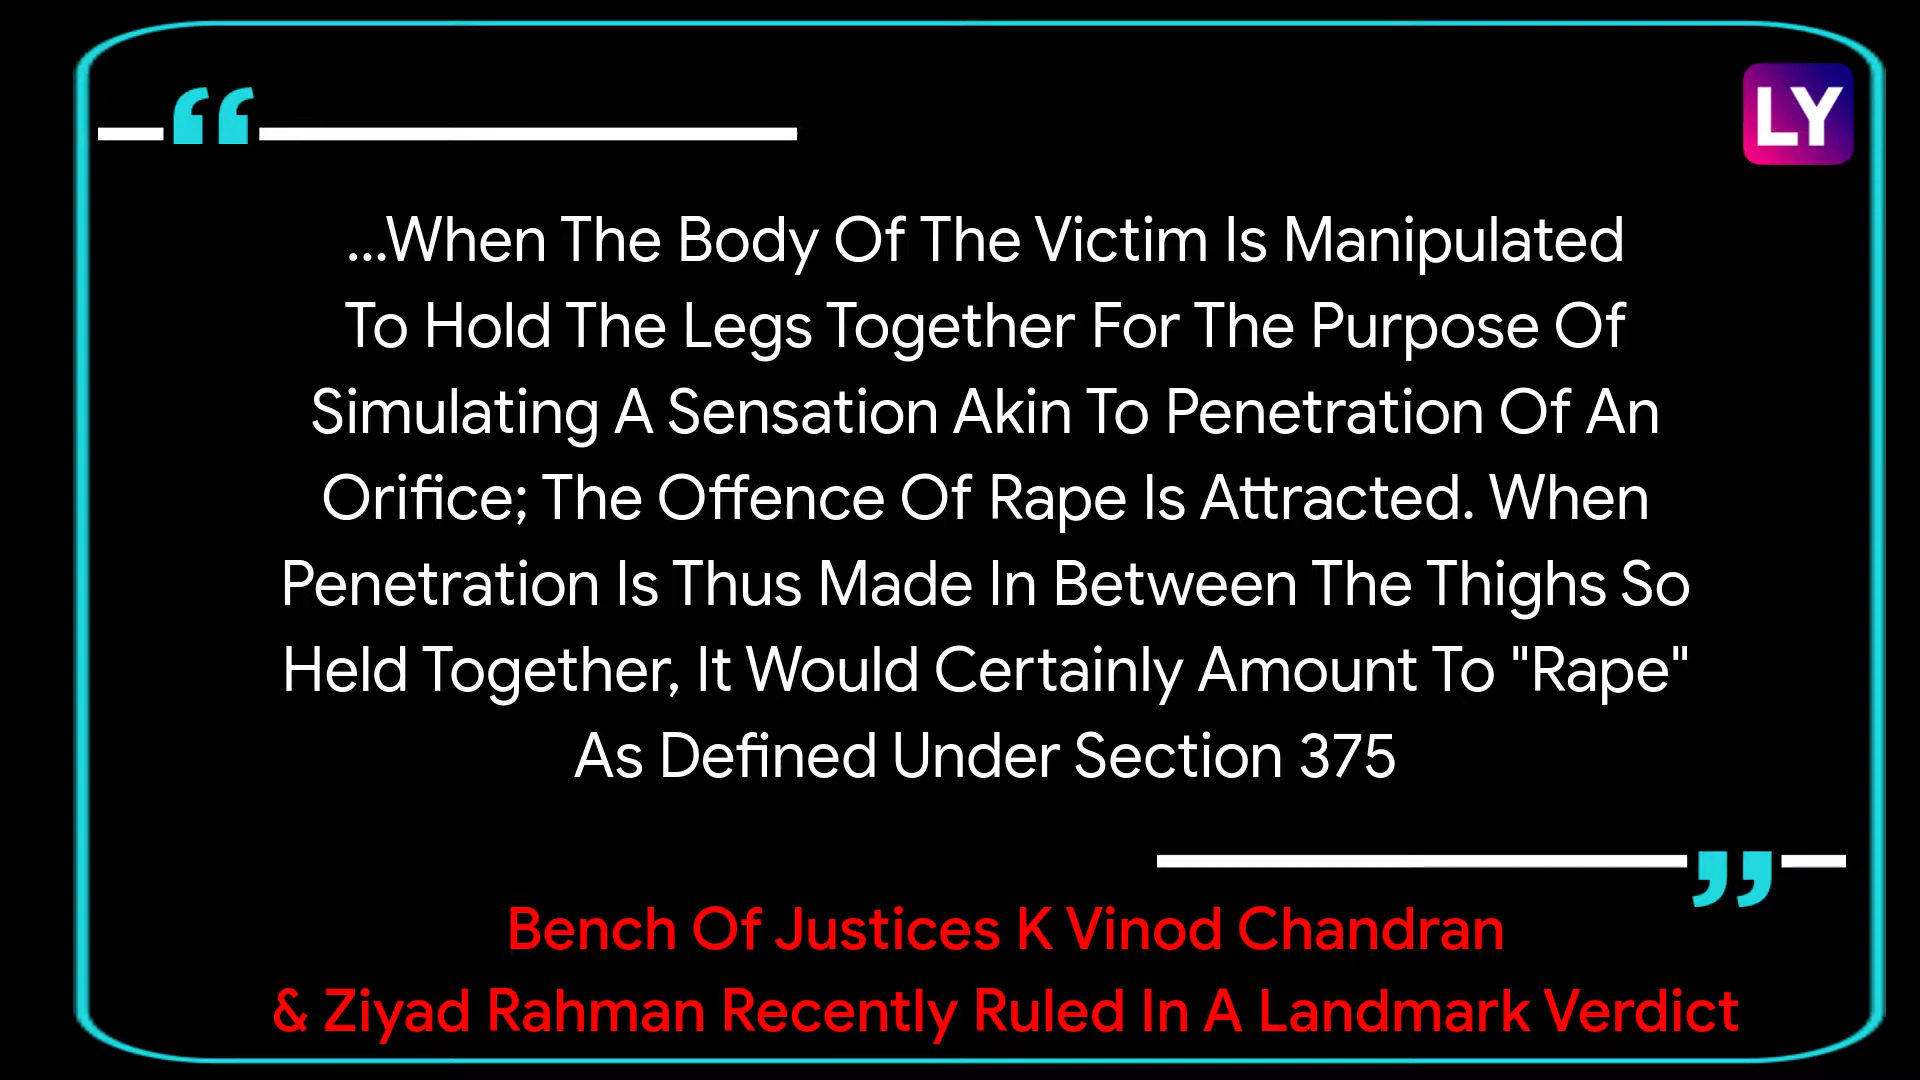 LY
...When The Body Of The Victim Is Manipulated
To Hold The Legs Together For The Purpose Of
Simulating A Sensation Akin To Penetration Of An
Orifice; The Offence Of Rape Is Attracted. When
Penetration Is Thus Made In Between The Thighs So
Held Together, It Would Certainly Amount To "Rape"
As Defined Under Section 375
Bench Of Justices K Vinod Chandran
& Ziyad Rahman Recently Ruled In A Landmark Verdict